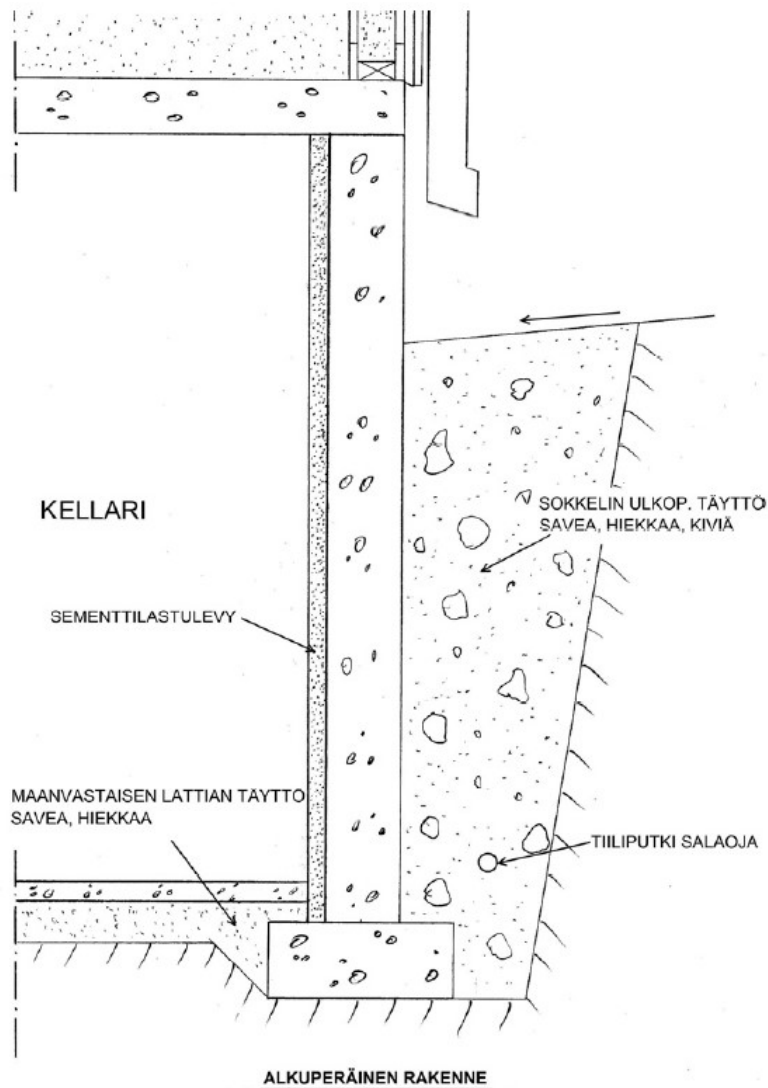 KELLARI
SOKKELIN ULKOP. TÄYTTÖ
SAVEA, HIEKKAA, KIVIÄ
SEMENTTILASTULEVY
MAANVASTAISEN LATTIAN TÄYTTÖ
SAVEA, HIEKKAA
TIILIPUTKI SALAOJA
ALKUPERÄINEN RAKENNE